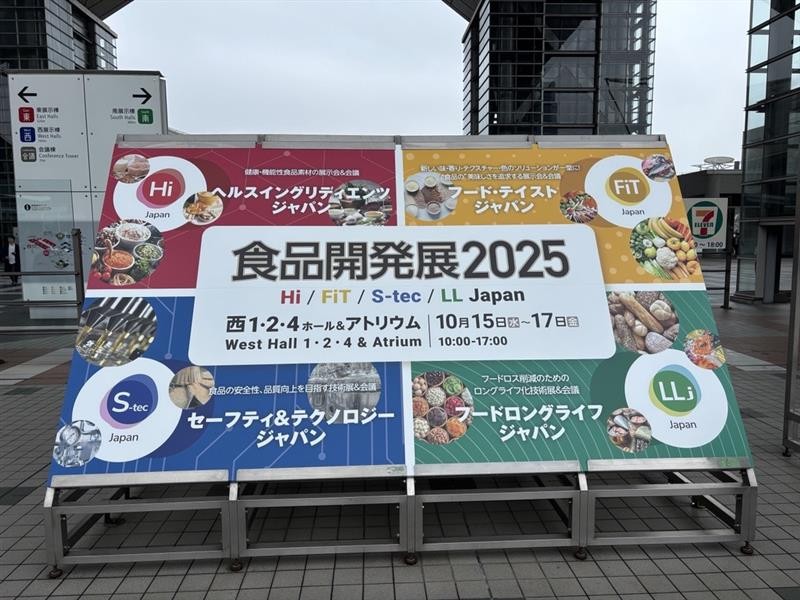 東展示棟
East Halls
西展示棟
West Halls
会議棟
Conference Tower
南展示棟
South Halls
東
西
会議
南
健康・機能性食品素材の展示会&会議
Hi
Japan
ヘルスイングリディエンツ
ジャパン
新しい味・香り・テクスチャー・色のソリューションが一堂に!
"食品の"美味しさを追求する展示会&会議
フード・テイスト
ジャパン
FiT
Japan
7
ELEVEN
～18:00
食品開発展2025
Hi / FiT / S-tec / LL Japan
西1・2・4ホール&アトリウム
West Hall 1・2・4 & Atrium
10月15日水～17日金
10:00-17:00
S-tec
Japan
食品の安全性、品質向上を目指す技術展&会議
セーフティ&テクノロジー
ジャパン
フードロス削減のための
ロングライフ化技術展&会議
フードロングライフ
ジャパン
LLj
Japan